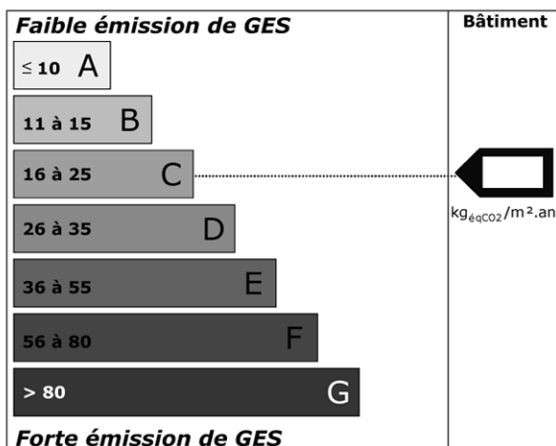 Faible émission de GES
Bâtiment
≤ 10 A
11 à 15 B
16 à 25 C
kgéqCO2/m².an
26 à 35 D
36 à 55 E
56 à 80 F
> 80 G
Forte émission de GES